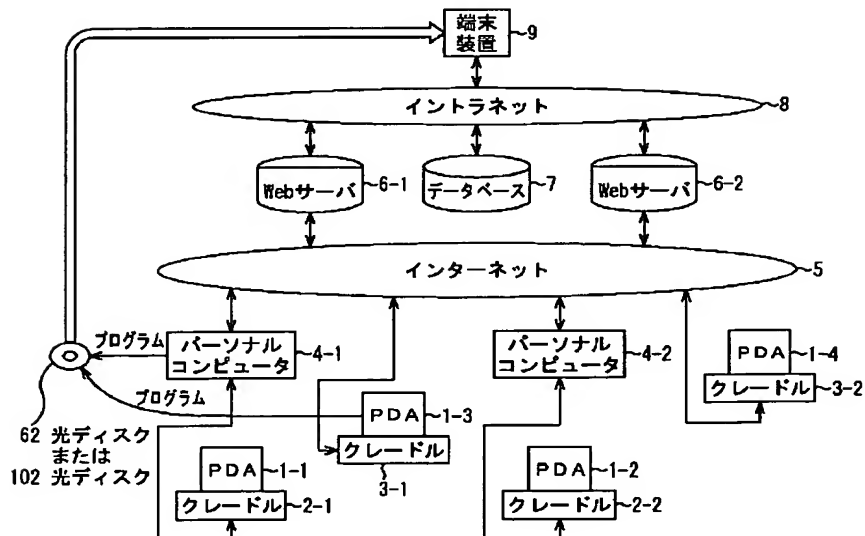 端末
装置
9
イントラネット
8
Webサーバ
6-1
データベース
7
Webサーバ
6-2
インターネット
5
プログラム
パーソナル
コンピュータ
4-1
パーソナル
コンピュータ
4-2
PDA
1-4
クレードル
3-2
プログラム
PDA
1-3
クレードル
3-1
62 光ディスク
または
102 光ディスク
PDA
1-1
クレードル
2-1
PDA
1-2
クレードル
2-2